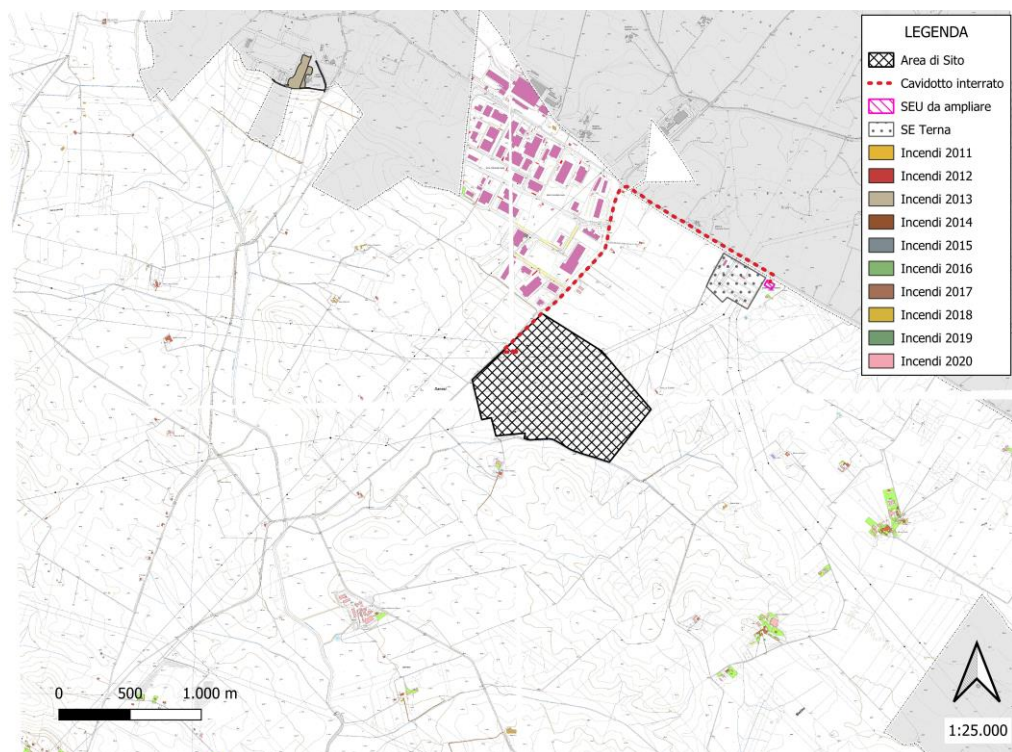 LEGENDA
Area di Sito
Cavidotto interrato
SEU da ampliare
SE Terna
Incendi 2011
Incendi 2012
Incendi 2013
Incendi 2014
Incendi 2015
Incendi 2016
Incendi 2017
Incendi 2018
Incendi 2019
Incendi 2020
0 500 1.000 m
1:25.000